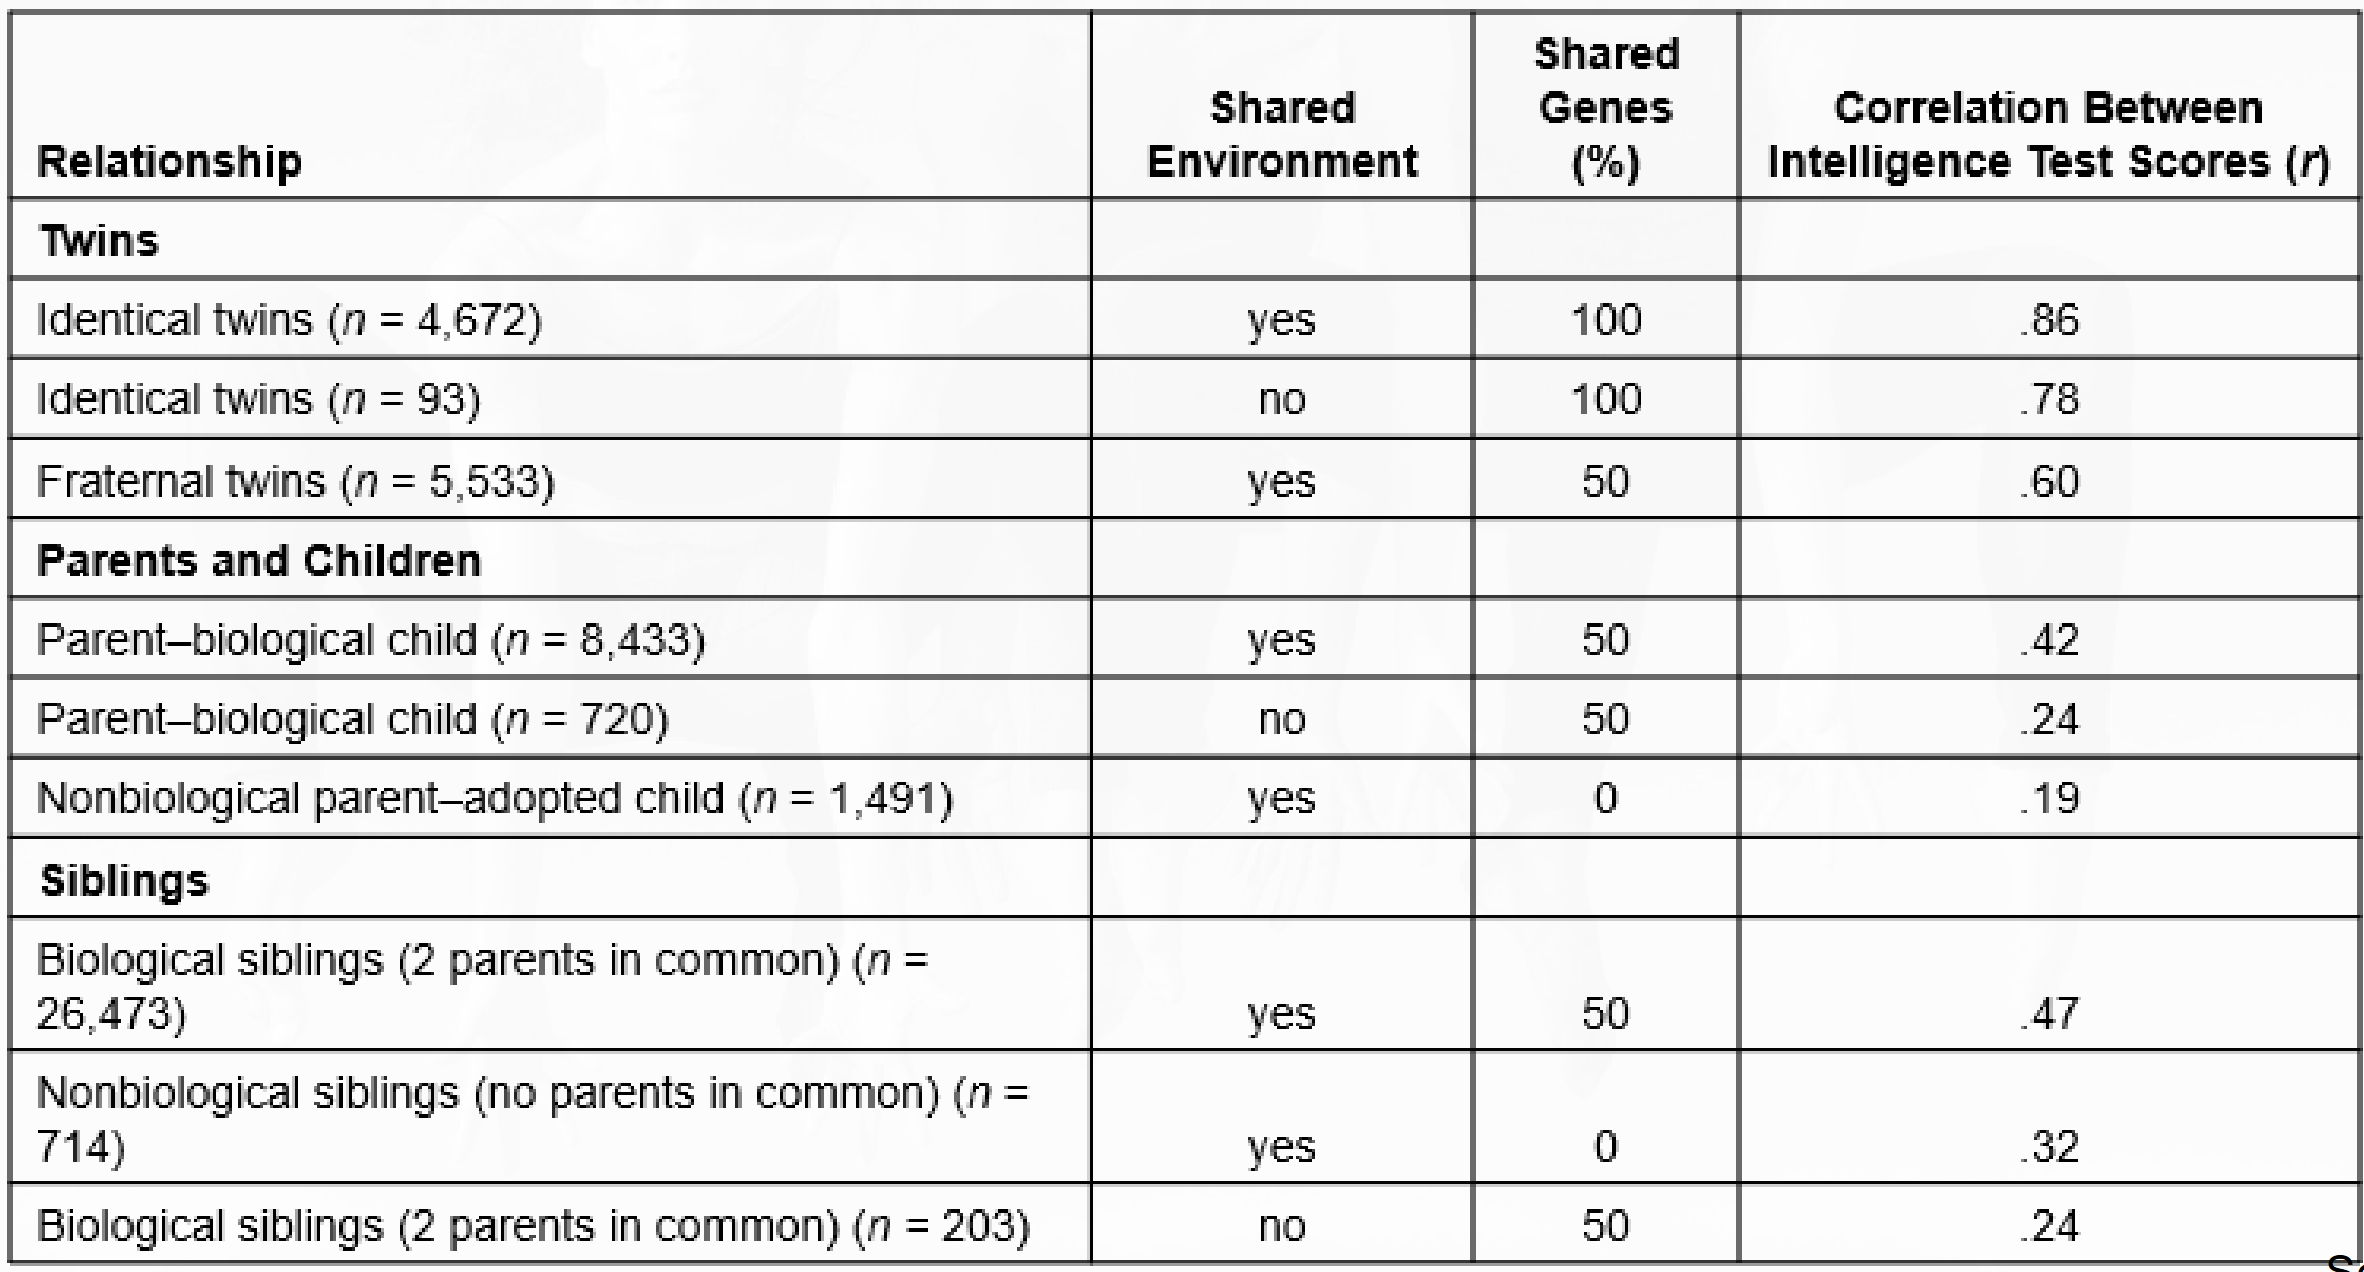 Relationship
Shared Environment
Shared Genes (%)
Correlation Between Intelligence Test Scores (r)
Twins
Identical twins (n = 4,672) yes 100 .86
Identical twins (n = 93) no 100 .78
Fraternal twins (n = 5,533) yes 50 .60
Parents and Children
Parent–biological child (n = 8,433) yes 50 .42
Parent–biological child (n = 720) no 50 .24
Nonbiological parent–adopted child (n = 1,491) yes 0 .19
Siblings
Biological siblings (2 parents in common) (n =
26,473) yes 50 .47
Nonbiological siblings (no parents in common) (n =
714) yes 0 .32
Biological siblings (2 parents in common) (n = 203) no 50 .24